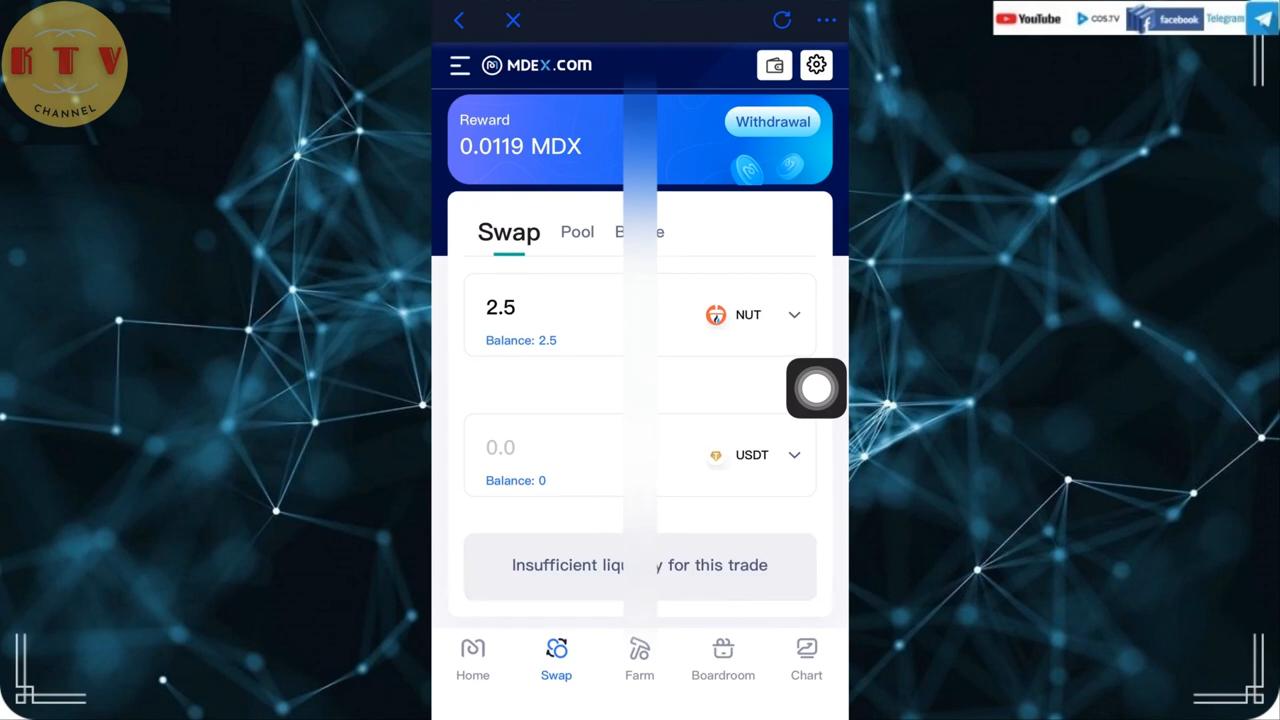 KTV
CHANNEL
YouTube
COS.TV
facebook
Telegram
MDEX.COM
Reward
0.0119 MDX
Withdrawal
Swap
Pool
2.5
NUT
Balance: 2.5
0.0
USDT
Balance: 0
Insufficient
for this trade
Home
Swap
Farm
Boardroom
Chart